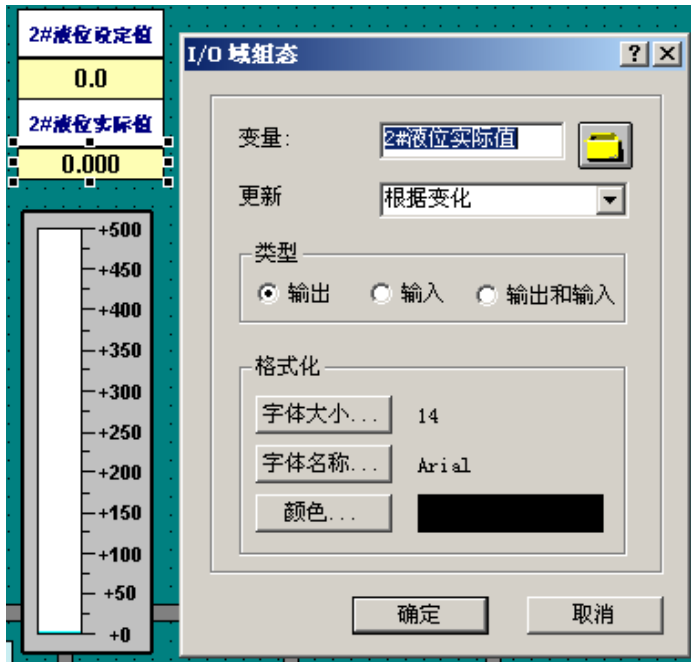 2#液位设定值
0.0
2#液位实际值
0.000
+500
+450
+400
+350
+300
+250
+200
+150
+100
+50
+0
I/O 域组态
变量:
2#液位实际值
更新
根据变化
类型
输出 输入 输出和输入
格式化
字体大小... 14
字体名称... Arial
颜色...
确定 取消